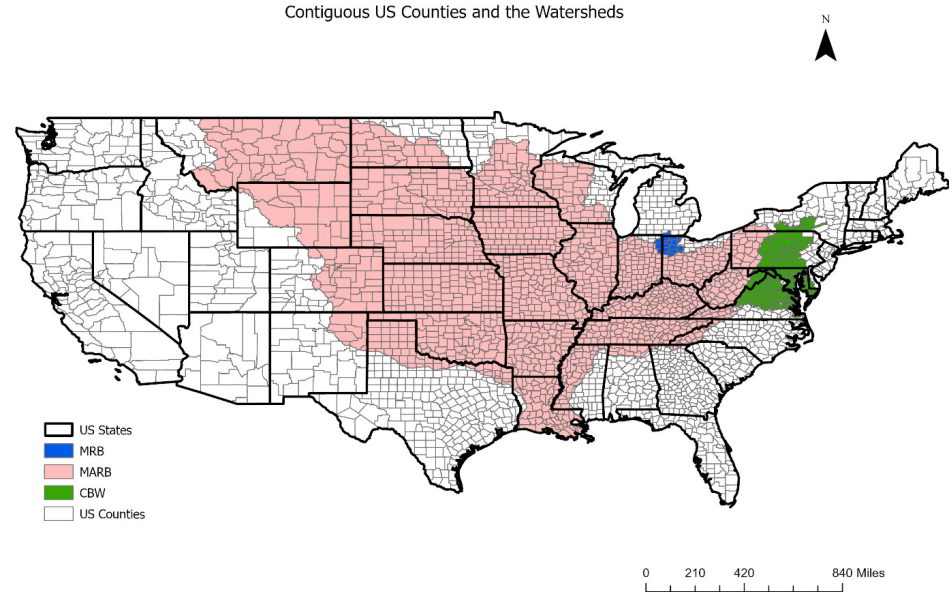 Contiguous US Counties and the Watersheds
N
US States
MRB
MARB
CBW
US Counties
0 210 420 840 Miles